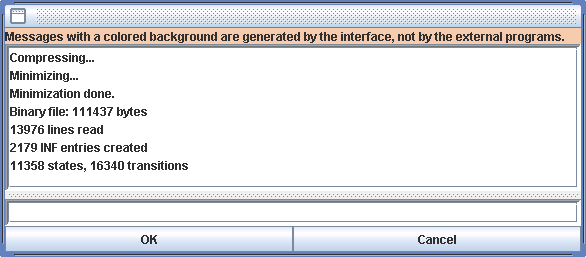 Messages with a colored background are generated by the interface, not by the external programs.
Compressing...
Minimizing...
Minimization done.
Binary file: 111437 bytes
13976 lines read
2179 INF entries created
11358 states, 16340 transitions
OK
Cancel